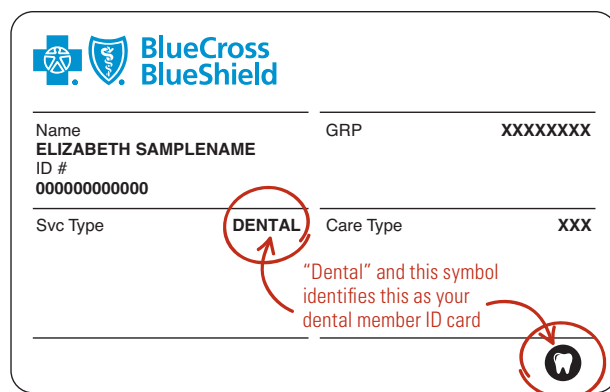 BlueCross
BlueShield
Name
ELIZABETH SAMPLENAME
ID #
000000000000
GRP XXXXXXXX
Svc Type DENTAL
Care Type XXX
“Dental” and this symbol
identifies this as your
dental member ID card